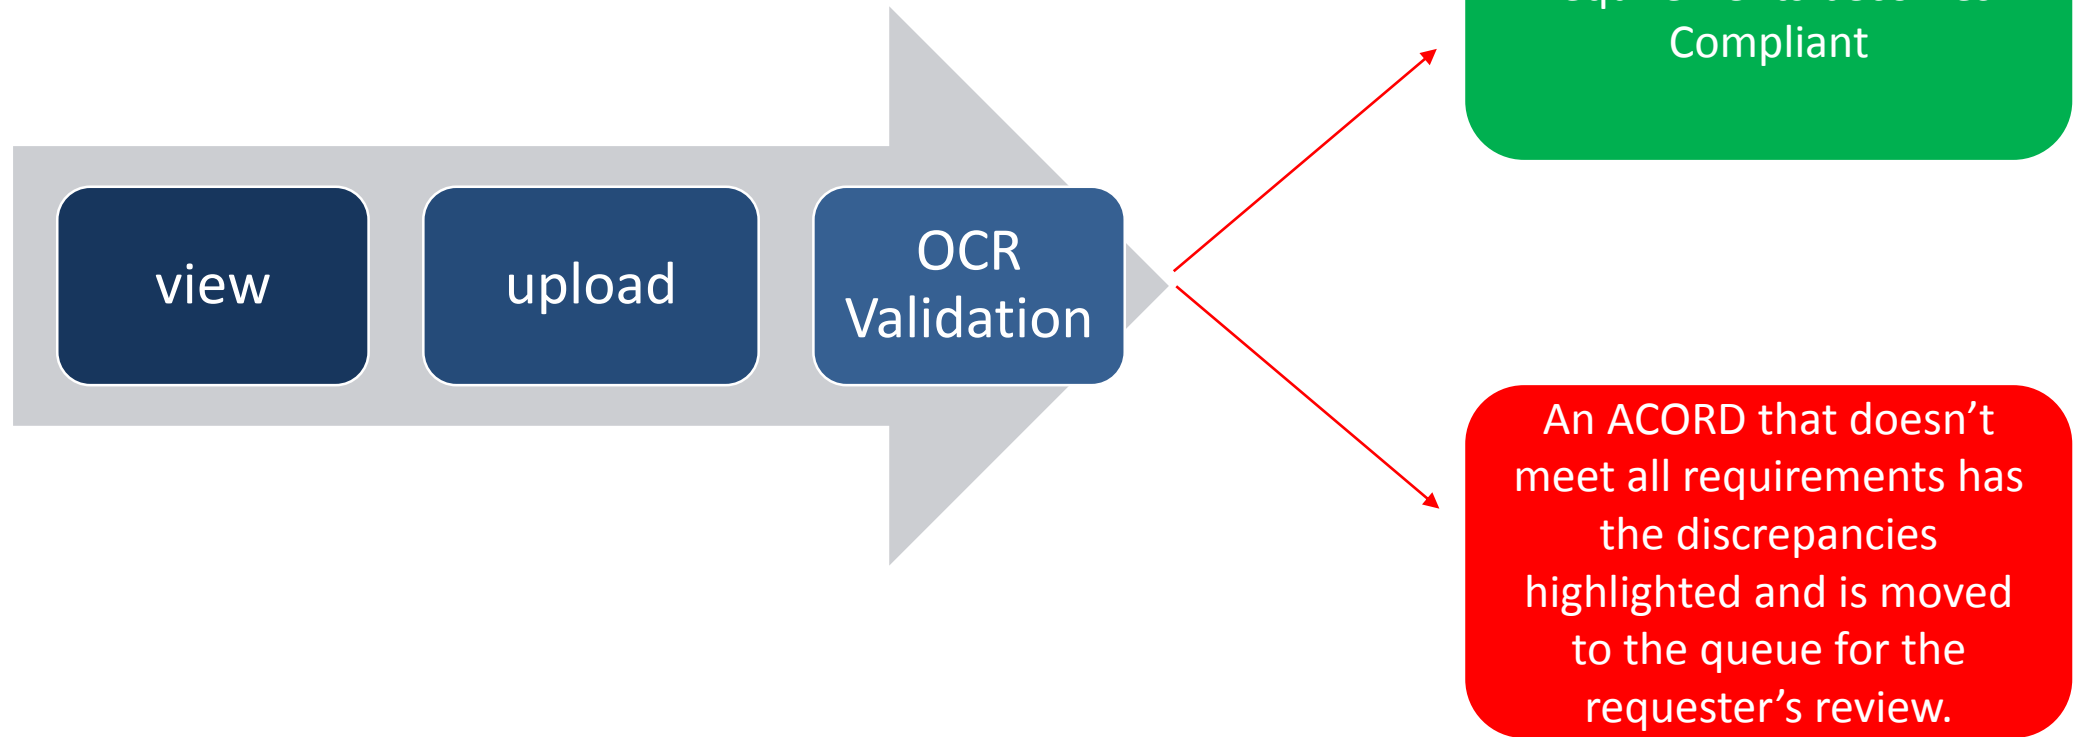 view
upload
OCR
Validation
Compliant
An ACORD that doesn’t
meet all requirements has
the discrepancies
highlighted and is moved
to the queue for the
requester’s review.